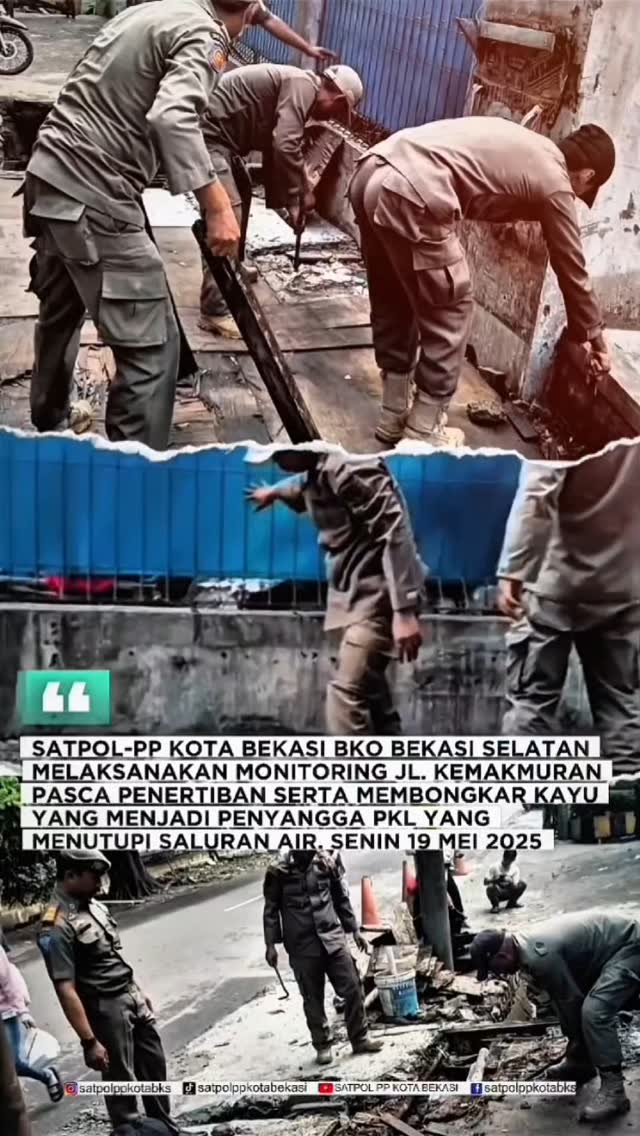 SATPOL-PP KOTA BEKASI BKO BEKASI SELATAN
MELAKSANAKAN MONITORING JL. KEMAKMURAN
PASCA PENERTIBAN SERTA MEMBONGKAR KAYU
YANG MENJADI PENYANGGA PKL YANG
MENUTUPI SALURAN AIR. SENIN 19 MEI 2025
satpolppkotabks satpolppkotabekasi SATPOL PP KOTA BEKASI satpolppkotabks